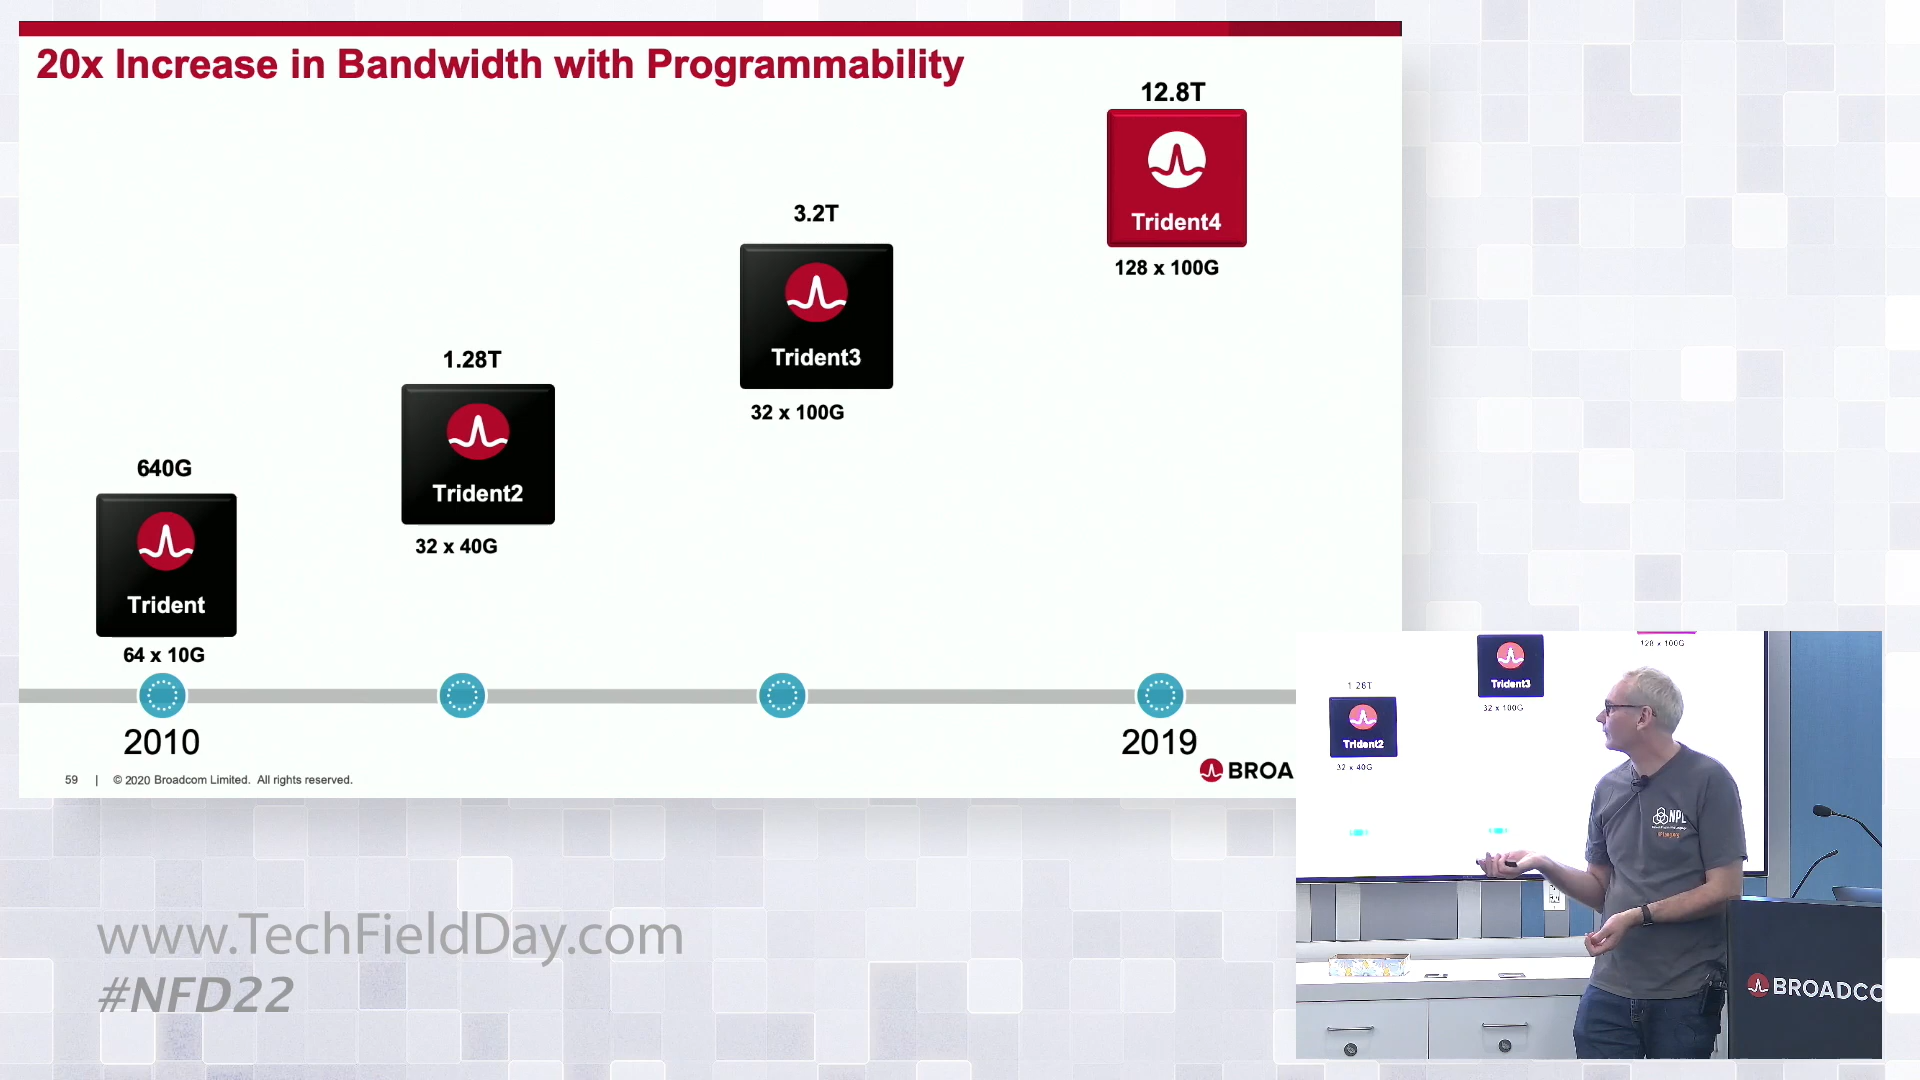 20x Increase in Bandwidth with Programmability
12.8T
Trident4
128 x 100G
3.2T
Trident3
32 x 100G
1.28T
Trident2
32 x 40G
640G
Trident
64 x 10G
2010
2019
59 | © 2020 Broadcom Limited. All rights reserved.
BROA
128 x 100G
Trident3
32 x 100G
1.28T
Trident2
32 x 40G
NPL
BROADCO
www.TechFieldDay.com
#NFD22